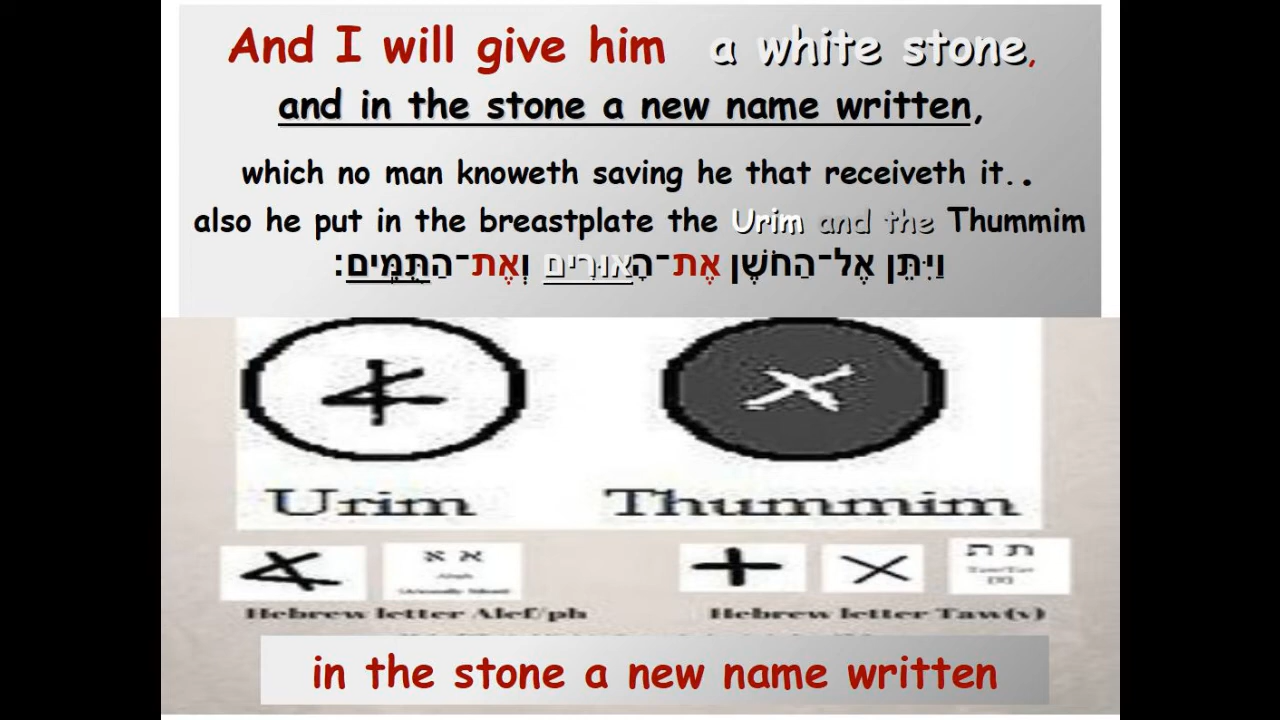 And I will give him a white stone,
and in the stone a new name written,
which no man knoweth saving he that receiveth it..
also he put in the breastplate the Urim and the Thummim
וַיִּתֵּן אֶל־הַחֹשֶׁן אֶת־הָאוּרִים וְאֶת־הַתֻּמִּים׃
Urim Thummim
א א ת ת
Hebrew letter Alef/ph Hebrew letter Taw(v)
in the stone a new name written